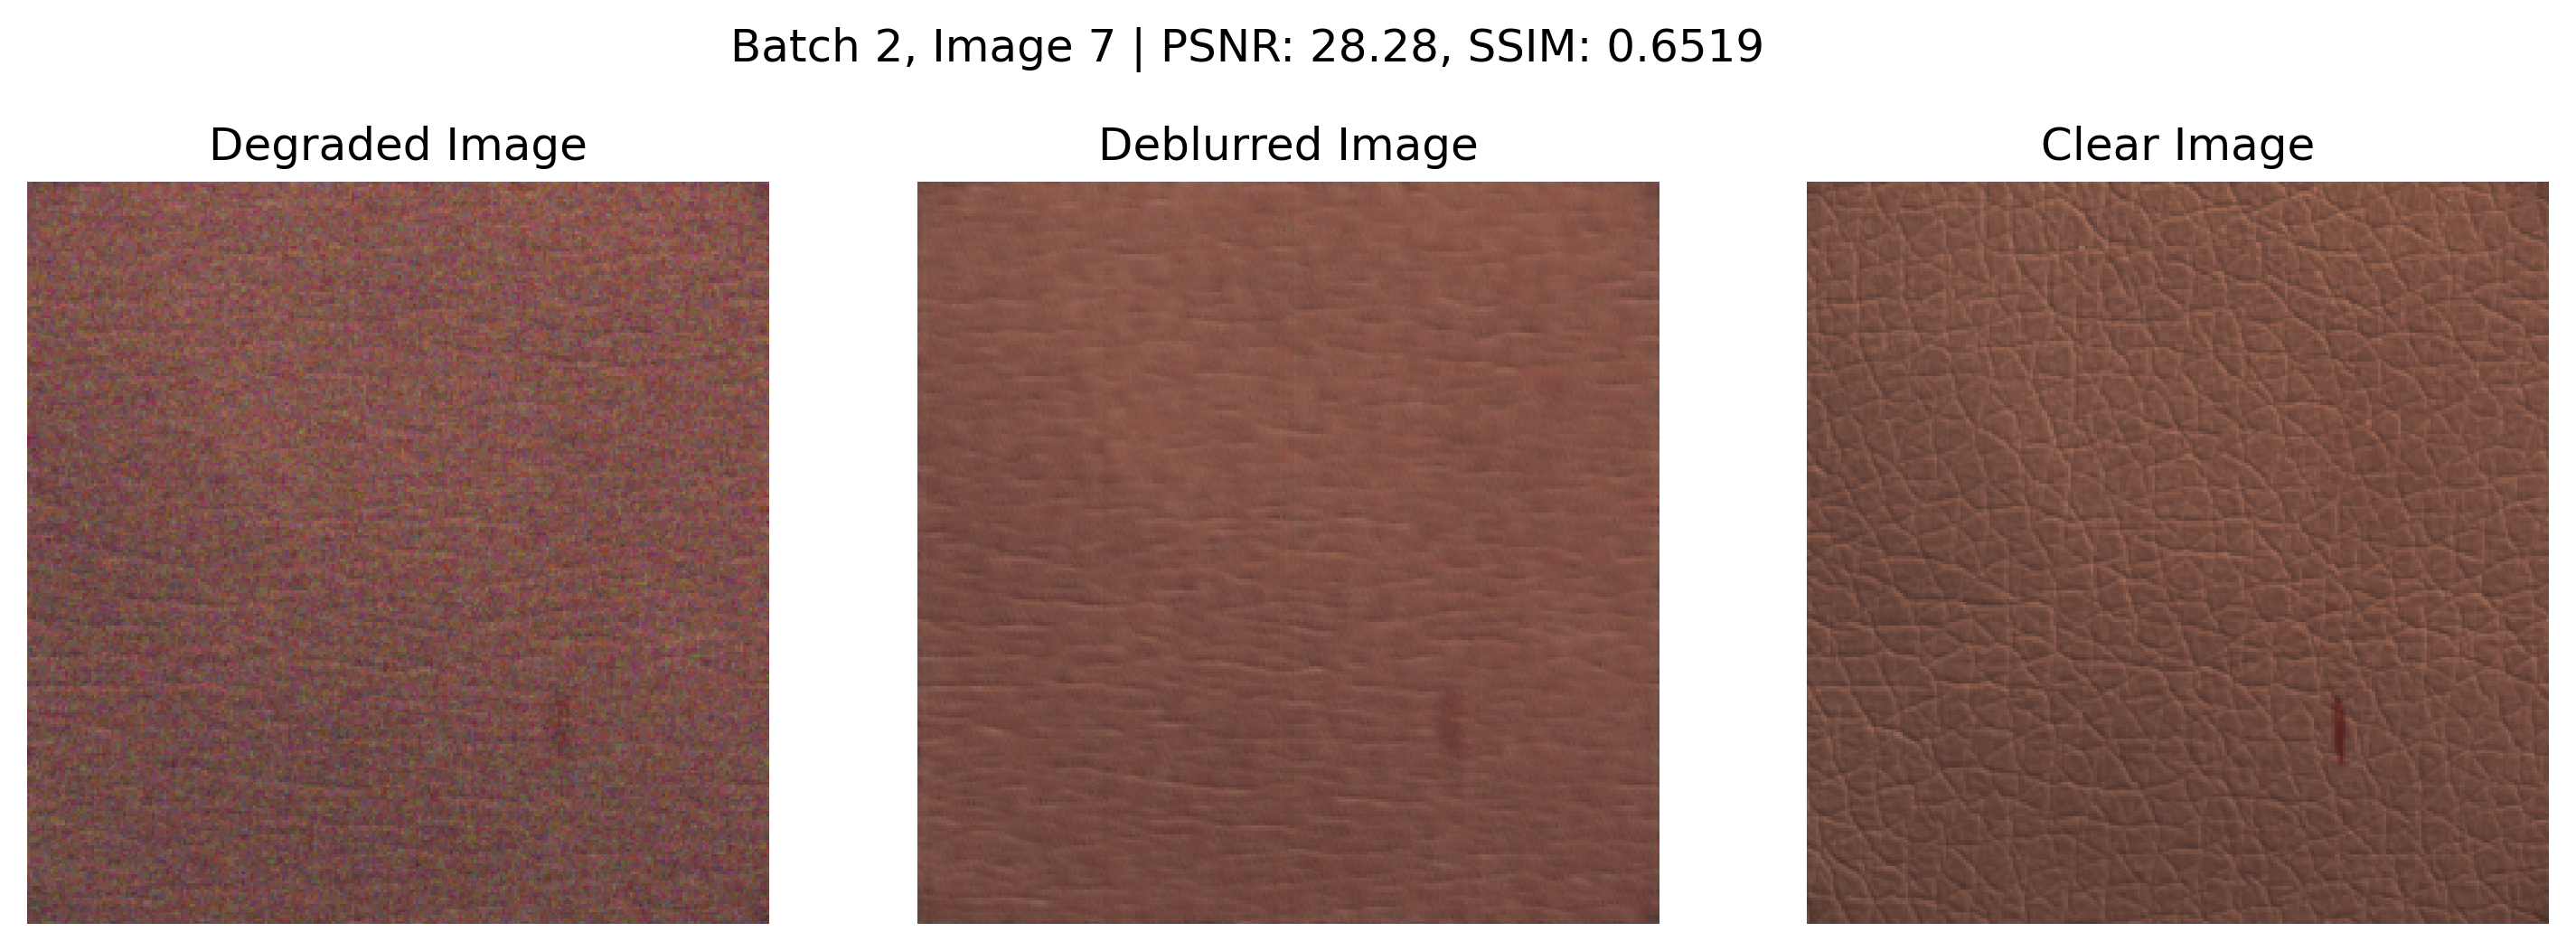 Batch 2, Image 7 | PSNR: 28.28, SSIM: 0.6519
Degraded Image
Deblurred Image
Clear Image